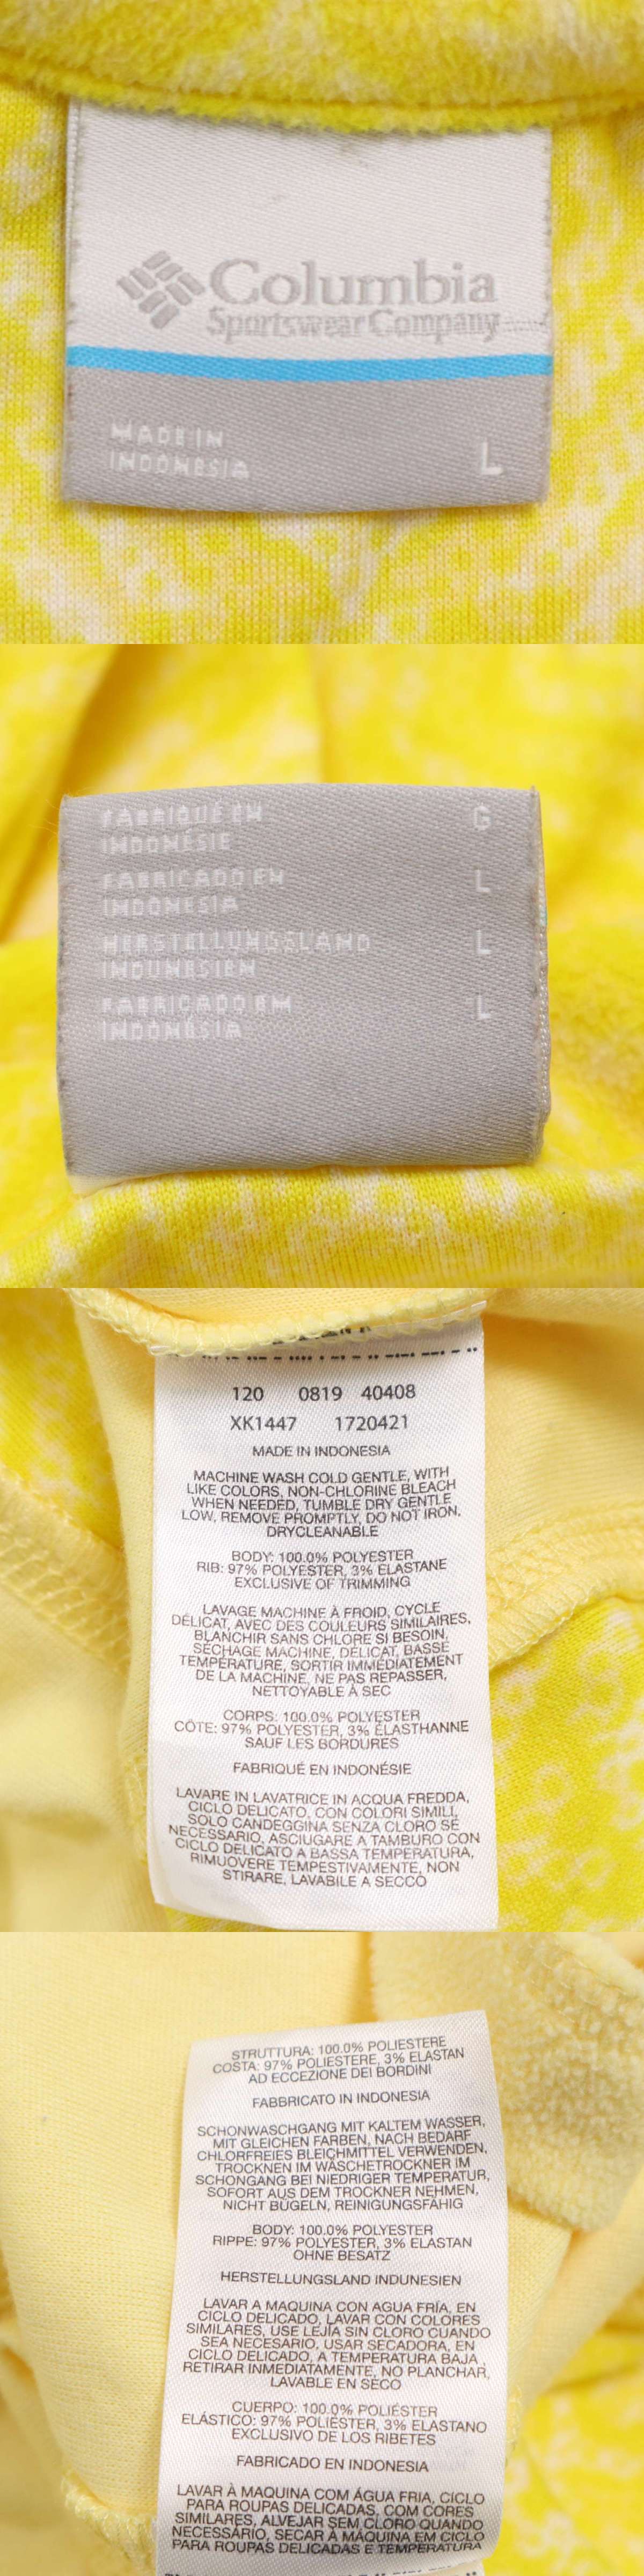 Columbia
Sportswear Company
MADE IN
INDONESIA
L
FABRIQUÉ EN G
INDONÉSIE
FABRICADO EN L
INDONESIA
HERSTELLUNGSLAND L
INDUNESIEN
FABRICADO EM L
INDONÉSIA
120 0819 40408
XK1447 1720421
MADE IN INDONESIA
MACHINE WASH COLD GENTLE, WITH
LIKE COLORS, NON-CHLORINE BLEACH
WHEN NEEDED, TUMBLE DRY GENTLE
LOW, REMOVE PROMPTLY, DO NOT IRON,
DRYCLEANABLE
BODY: 100.0% POLYESTER
RIB: 97% POLYESTER, 3% ELASTANE
EXCLUSIVE OF TRIMMING
LAVAGE MACHINE À FROID, CYCLE
DÉLICAT, AVEC DES COULEURS SIMILAIRES,
BLANCHIR SANS CHLORE SI BESOIN,
SÉCHAGE MACHINE, DÉLICAT, BASSE
TEMPÉRATURE, SORTIR IMMÉDIATEMENT
DE LA MACHINE, NE PAS REPASSER,
NETTOYABLE À SEC
CORPS: 100.0% POLYESTER
CÔTE: 97% POLYESTER, 3% ÉLASTHANNE
SAUF LES BORDURES
FABRIQUÉ EN INDONÉSIE
LAVARE IN LAVATRICE IN ACQUA FREDDA,
CICLO DELICATO, CON COLORI SIMILI,
SOLO CANDEGGINA SENZA CLORO SE
NECESSARIO, ASCIUGARE A TAMBURO CON
CICLO DELICATO A BASSA TEMPERATURA,
RIMUOVERE TEMPESTIVAMENTE, NON
STIRARE, LAVABILE A SECCO
STRUTTURA: 100.0% POLIESTERE
COSTA: 97% POLIESTERE, 3% ELASTAN
AD ECCEZIONE DEI BORDINI
FABBRICATO IN INDONESIA
SCHONWASCHGANG MIT KALTEM WASSER,
MIT GLEICHEN FARBEN, NACH BEDARF
CHLORFREIES BLEICHMITTEL VERWENDEN,
TROCKNEN IM WÄSCHETROCKNER IM
SCHONGANG BEI NIEDRIGER TEMPERATUR,
SOFORT AUS DEM TROCKNER NEHMEN,
NICHT BÜGELN, REINIGUNGSFÄHIG
BODY: 100.0% POLYESTER
RIPPE: 97% POLYESTER, 3% ELASTAN
OHNE BESATZ
HERSTELLUNGSLAND INDUNESIEN
LAVAR A MAQUINA CON AGUA FRÍA, EN
CICLO DELICADO, LAVAR CON COLORES
SIMILARES, USE LEJÍA SIN CLORO CUANDO
SEA NECESARIO. USAR SECADORA, EN
CICLO DELICADO, A TEMPERATURA BAJA,
RETIRAR INMEDIATAMENTE, NO PLANCHAR,
LAVABLE EN SECO
CUERPO: 100.0% POLIÉSTER
ELÁSTICO: 97% POLIÉSTER, 3% ELASTANO
EXCLUSIVO DE LOS RIBETES
FABRICADO EN INDONESIA
LAVAR À MAQUINA COM ÁGUA FRIA, CICLO
PARA ROUPAS DELICADAS, COM CORES
SIMILARES, ALVEJAR SEM CLORO QUANDO
NECESSÁRIO, SECAR À MÁQUINA EM CICLO
PARA ROUPAS DELICADAS E TEMPERATURA